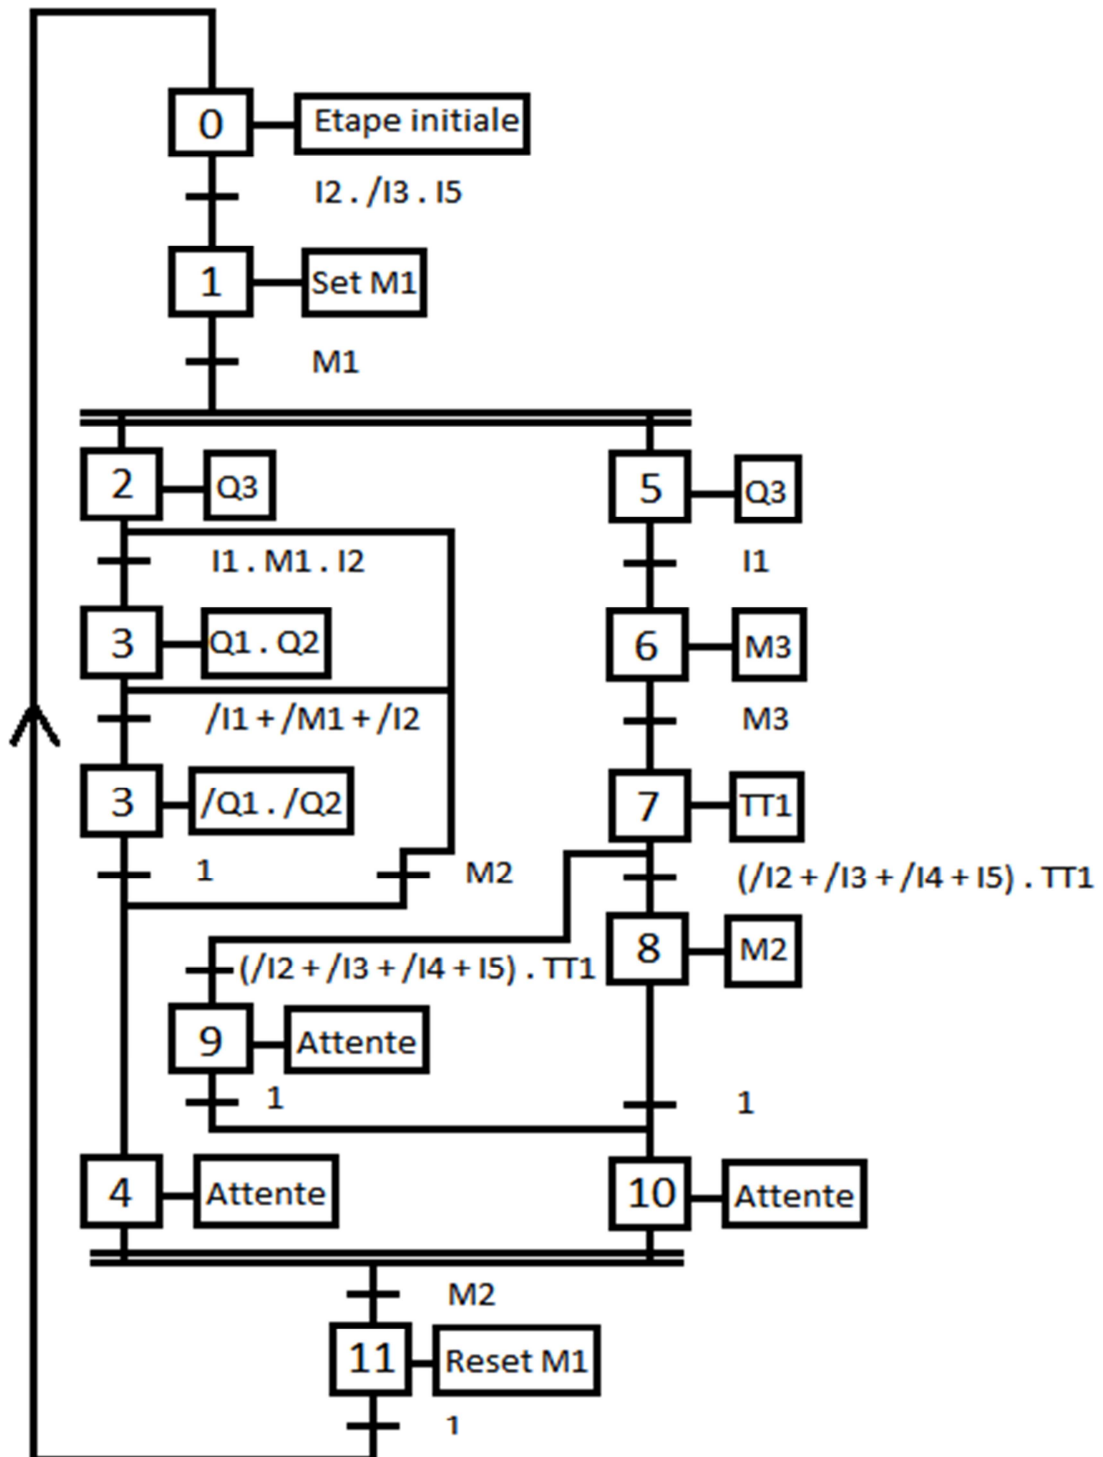 0 Etape initiale
I2 . /I3 . I5
1 Set M1
M1
2 Q3
I1 . M1 . I2
3 Q1 . Q2
/I1 + /M1 + /I2
3 /Q1 . /Q2
1
M2
5 Q3
I1
6 M3
M3
7 TT1
(/I2 + /I3 + /I4 + I5) . TT1
8 M2
(/I2 + /I3 + /I4 + I5) . TT1
9 Attente
1
1
4 Attente
10 Attente
M2
11 Reset M1
1